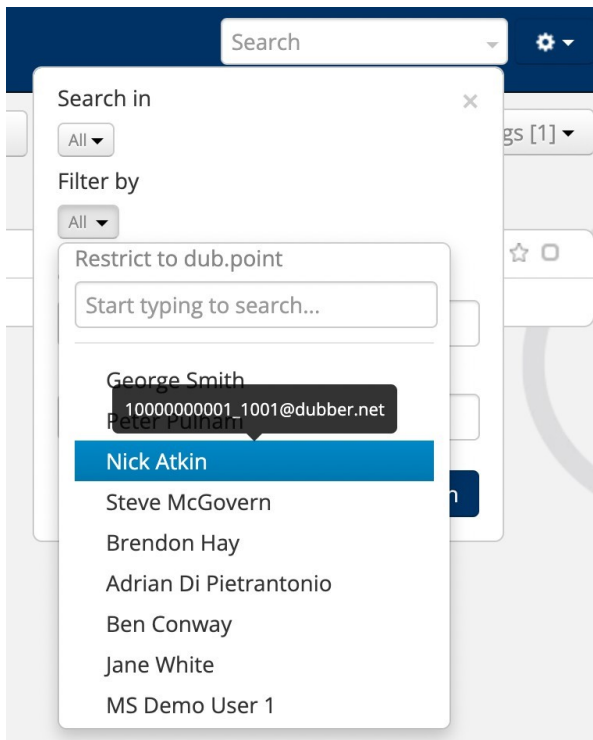 Search
Search in
All
gs [1]
Filter by
All
Restrict to dub.point
Start typing to search...
George Smith
10000000001_1001@dubber.net
Peter Pulham
Nick Atkin
Steve McGovern
Brendon Hay
Adrian Di Pietrantonio
Ben Conway
Jane White
MS Demo User 1